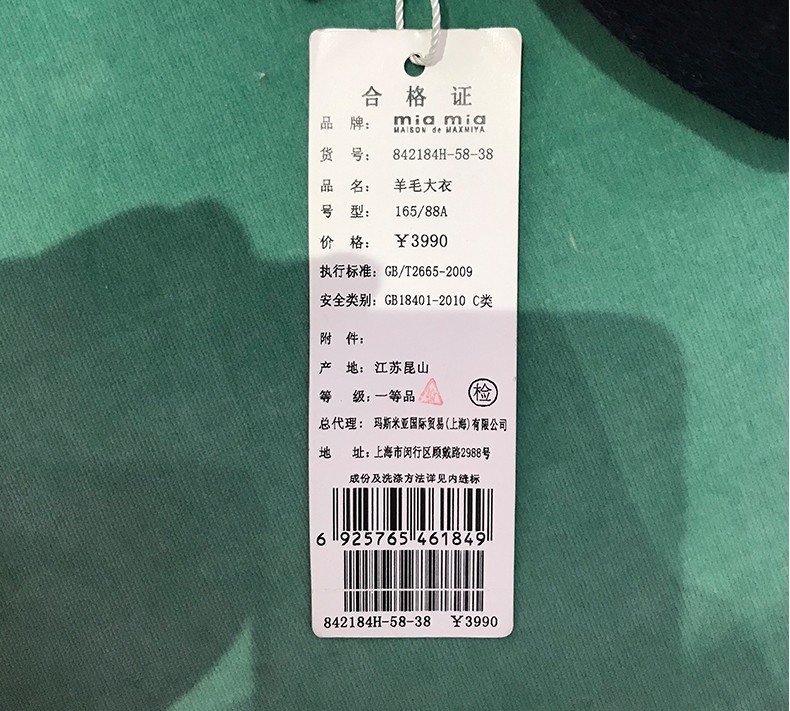 合 格 证
品 牌： mia mia
MAISON de MAXMIYA
货 号： 842184H-58-38
品 名： 羊毛大衣
号 型： 165/88A
价 格： ￥3990
执行标准：GB/T2665-2009
安全类别：GB18401-2010 C类
附 件：
产 地：江苏昆山
等 级：一等品 检
总代理： 玛斯米亚国际贸易(上海)有限公司
地 址：上海市闵行区顾戴路2988号
成份及洗涤方法详见内缝标
6 925765 461849
842184H-58-38 ￥3990